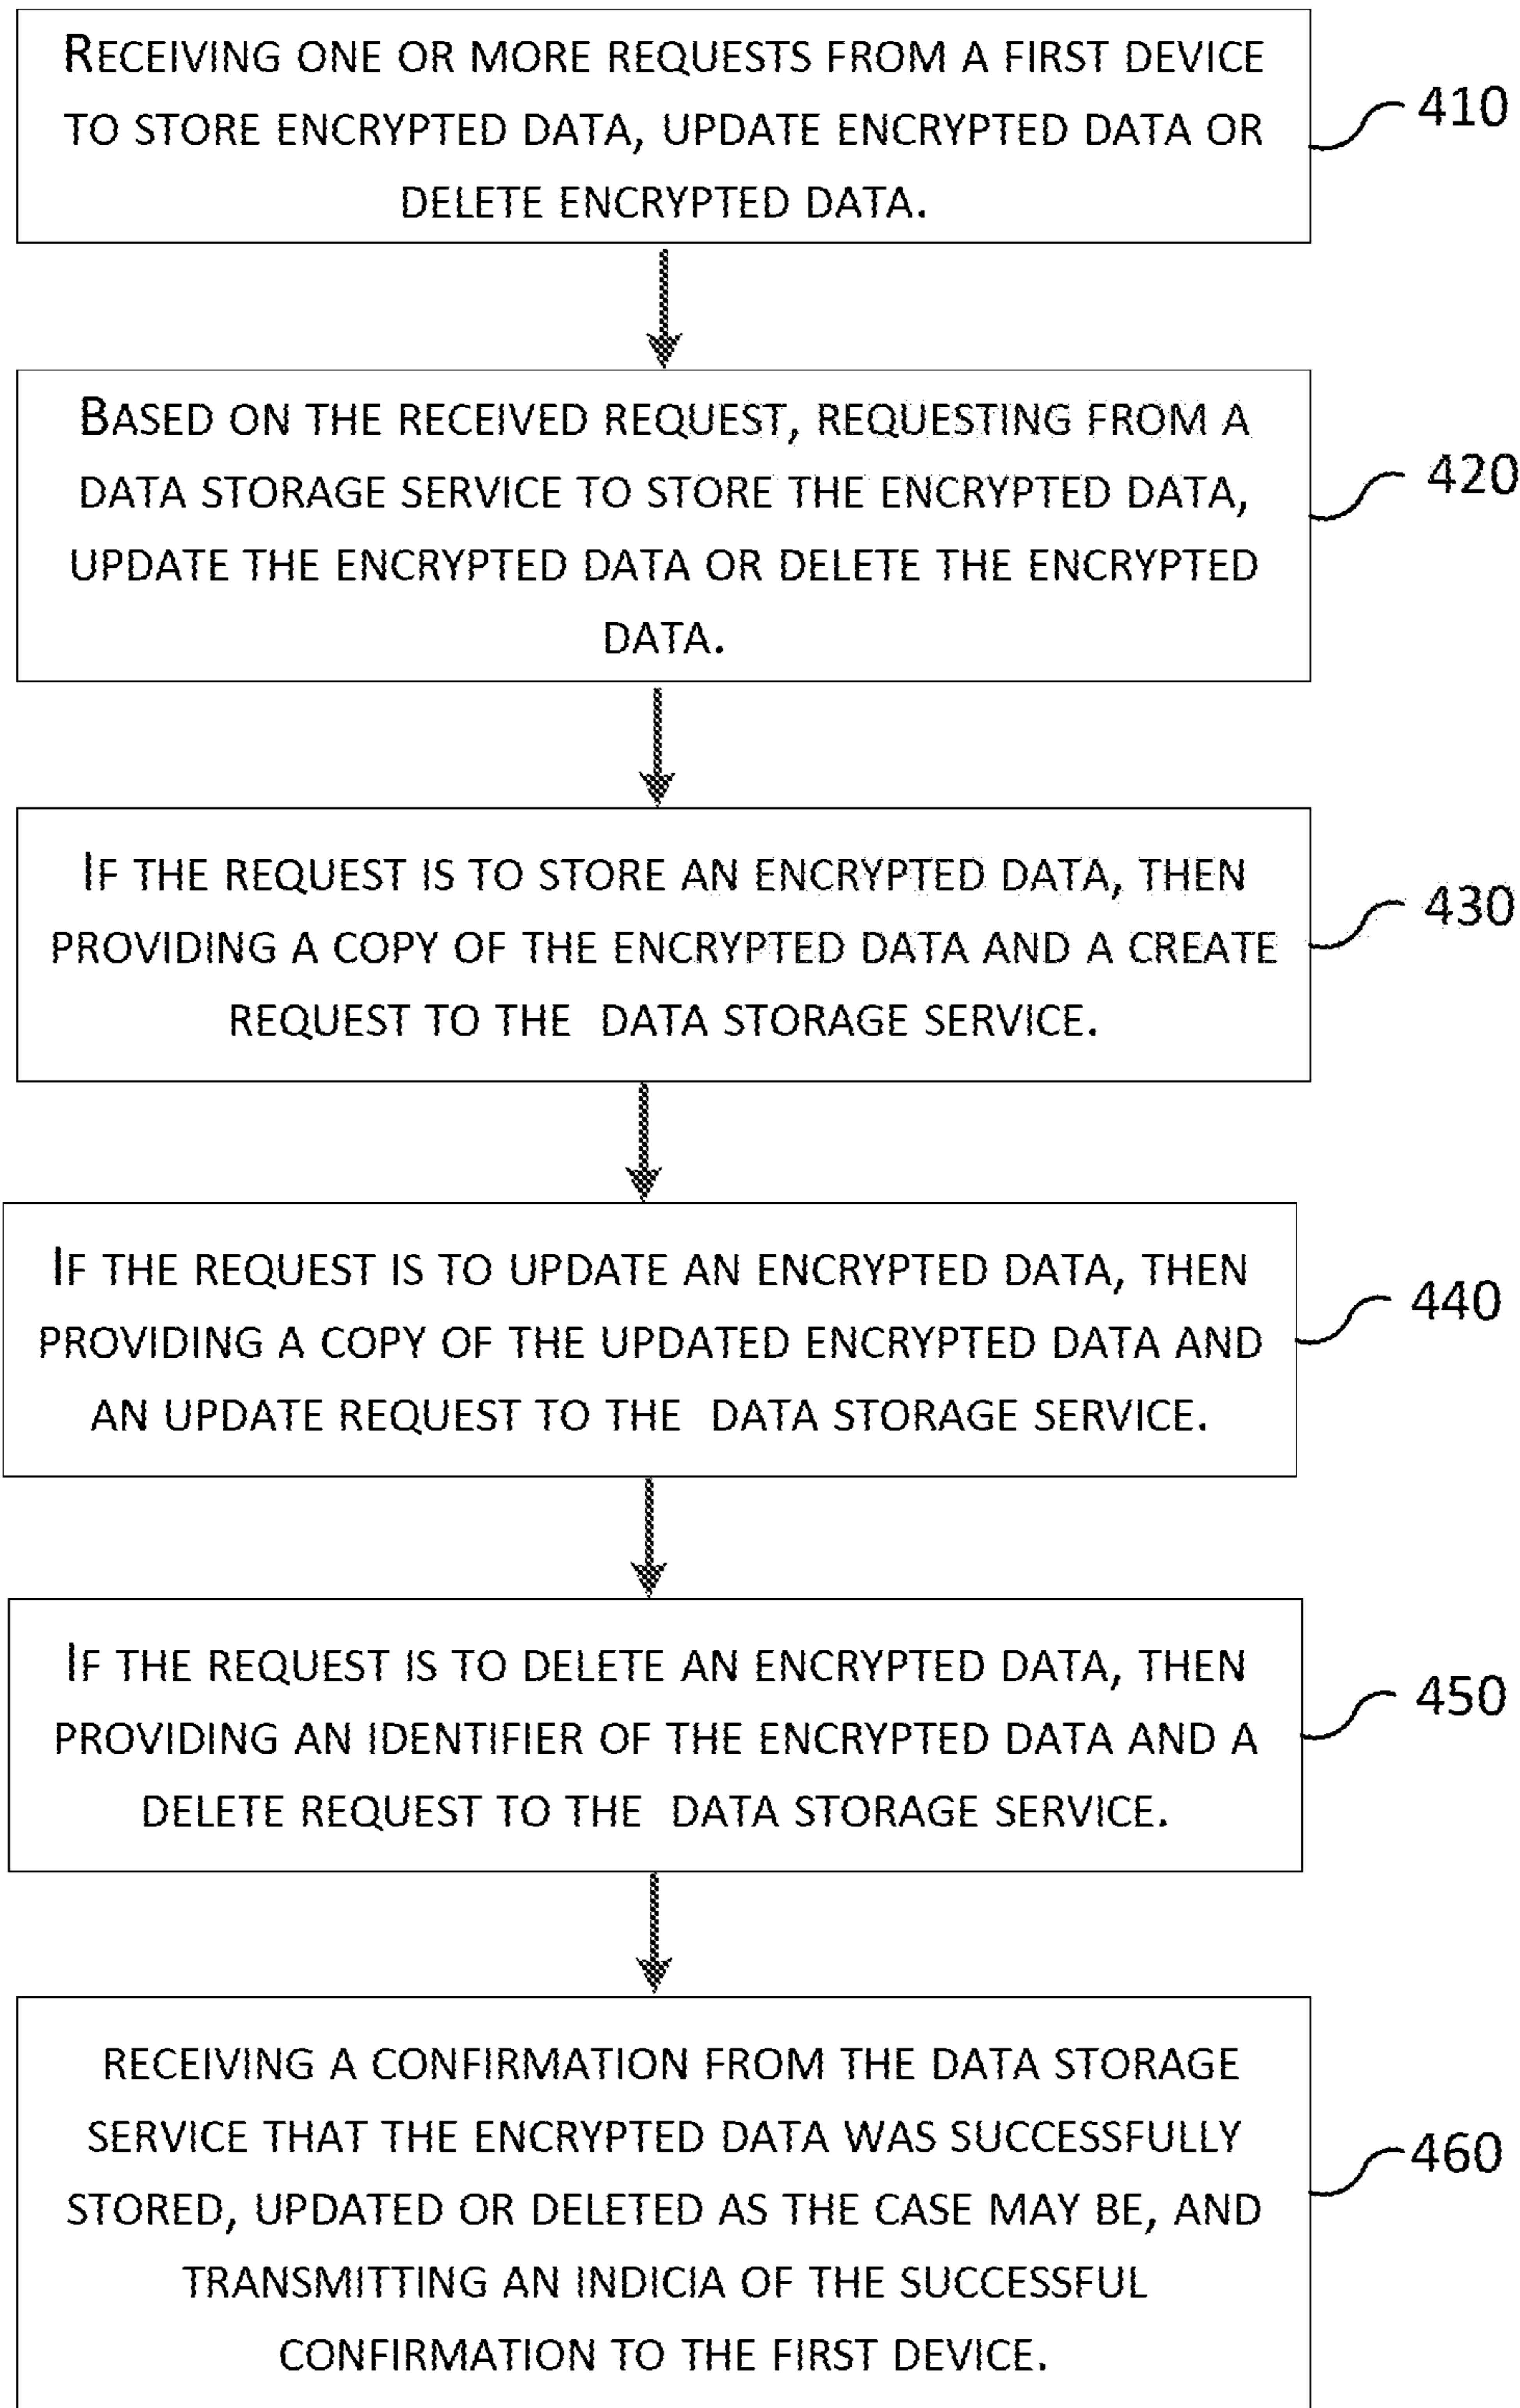 RECEIVING ONE OR MORE REQUESTS FROM A FIRST DEVICE
TO STORE ENCRYPTED DATA, UPDATE ENCRYPTED DATA OR
DELETE ENCRYPTED DATA.
410
BASED ON THE RECEIVED REQUEST, REQUESTING FROM A
DATA STORAGE SERVICE TO STORE THE ENCRYPTED DATA,
UPDATE THE ENCRYPTED DATA OR DELETE THE ENCRYPTED
DATA.
420
IF THE REQUEST IS TO STORE AN ENCRYPTED DATA, THEN
PROVIDING A COPY OF THE ENCRYPTED DATA AND A CREATE
REQUEST TO THE DATA STORAGE SERVICE.
430
IF THE REQUEST IS TO UPDATE AN ENCRYPTED DATA, THEN
PROVIDING A COPY OF THE UPDATED ENCRYPTED DATA AND
AN UPDATE REQUEST TO THE DATA STORAGE SERVICE.
440
IF THE REQUEST IS TO DELETE AN ENCRYPTED DATA, THEN
PROVIDING AN IDENTIFIER OF THE ENCRYPTED DATA AND A
DELETE REQUEST TO THE DATA STORAGE SERVICE.
450
RECEIVING A CONFIRMATION FROM THE DATA STORAGE
SERVICE THAT THE ENCRYPTED DATA WAS SUCCESSFULLY
STORED, UPDATED OR DELETED AS THE CASE MAY BE, AND
TRANSMITTING AN INDICIA OF THE SUCCESSFUL
CONFIRMATION TO THE FIRST DEVICE.
460